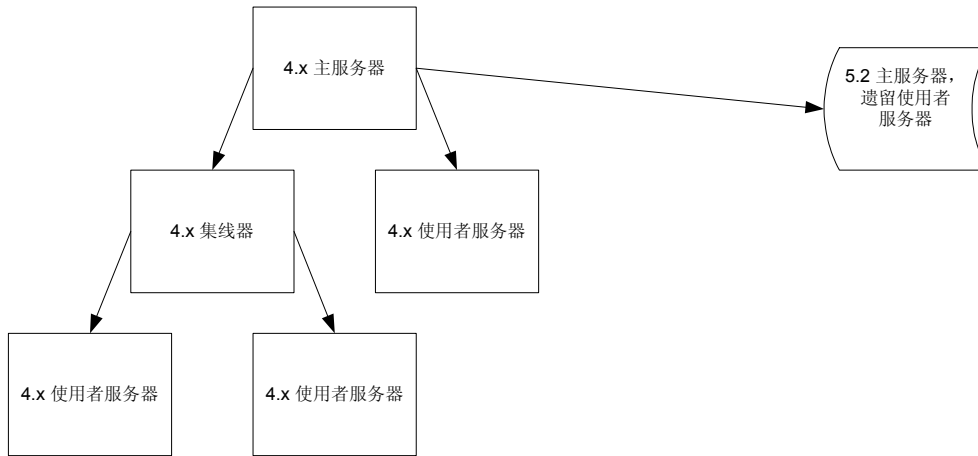 4.x 主服务器
5.2 主服务器，
遗留使用者
服务器
4.x 集线器
4.x 使用者服务器
4.x 使用者服务器
4.x 使用者服务器